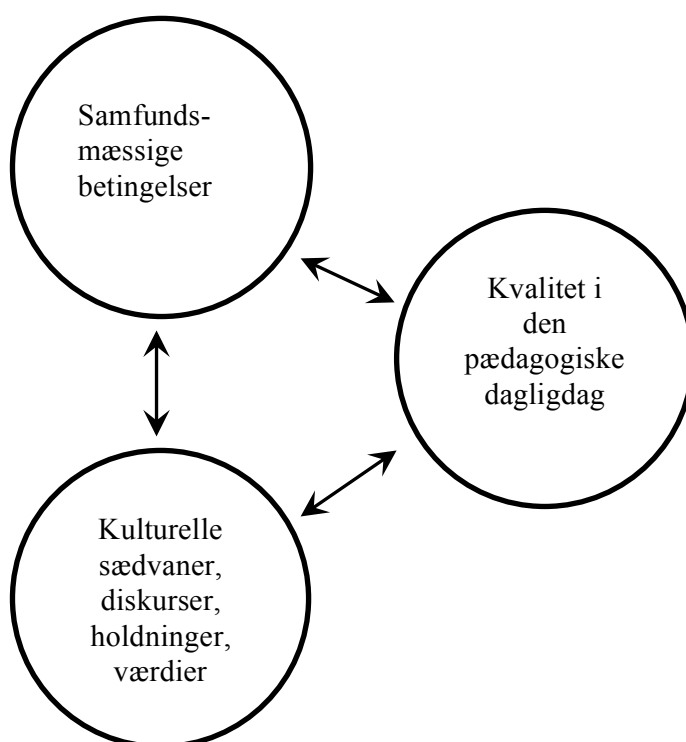 Samfunds-
mæssige
betingelser
Kvalitet i
den
pædagogiske
dagligdag
Kulturelle
sædvaner,
diskurser,
holdninger,
værdier